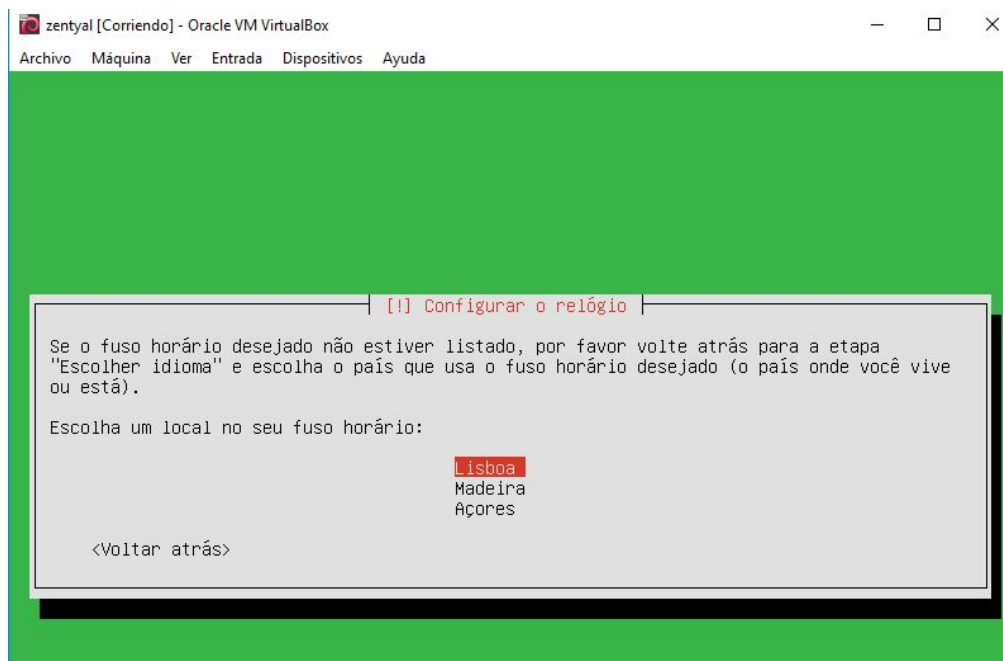 zentyal [Corriendo] - Oracle VM VirtualBox
Archivo Máquina Ver Entrada Dispositivos Ayuda
[!] Configurar o relógio
Se o fuso horário desejado não estiver listado, por favor volte atrás para a etapa
"Escolher idioma" e escolha o país que usa o fuso horário desejado (o país onde você vive
ou está).
Escolha um local no seu fuso horário:
Lisboa
Madeira
Açores
<Voltar atrás>